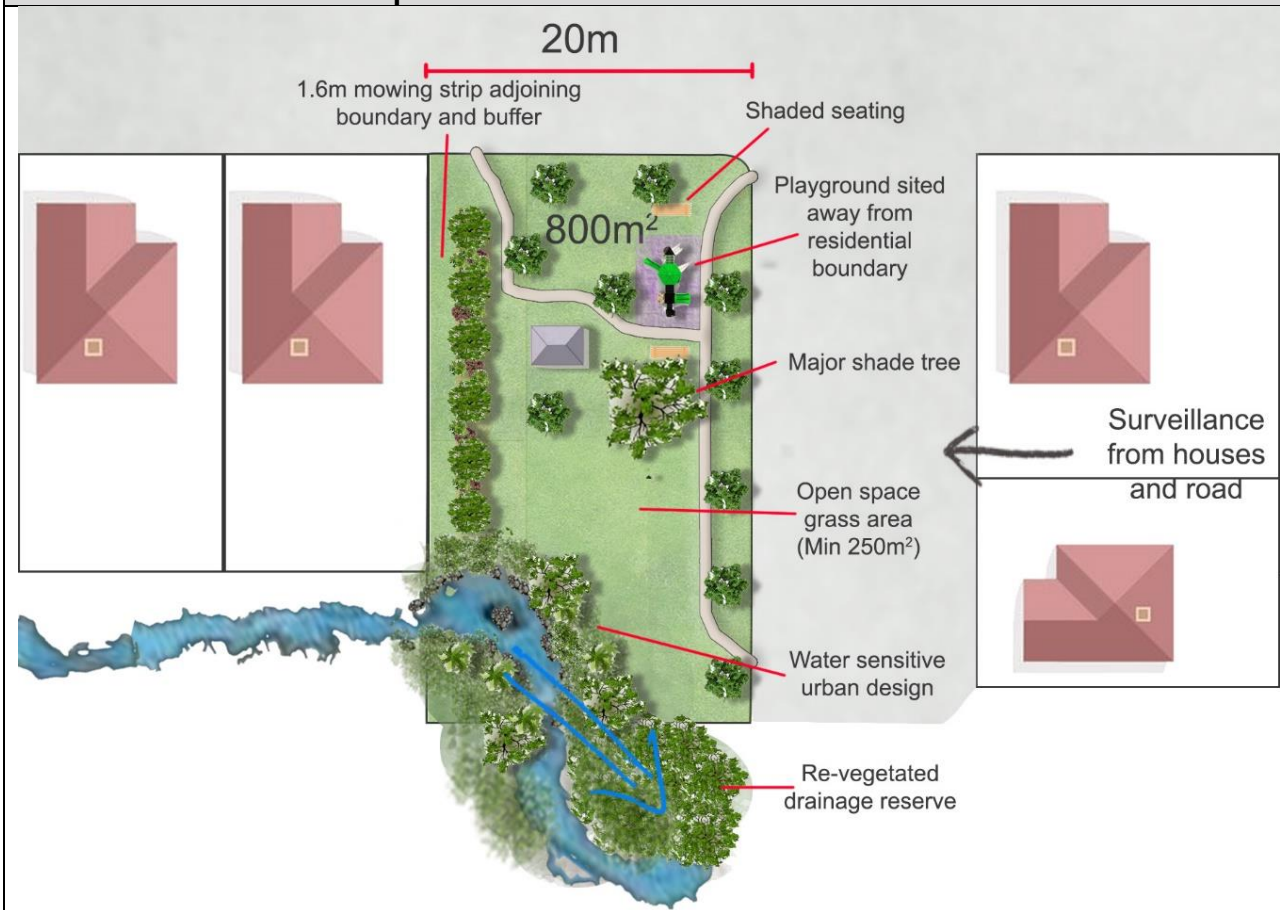 20m
1.6m mowing strip adjoining
boundary and buffer
Shaded seating
Playground sited
away from
residential
boundary
800m²
Major shade tree
Surveillance
from houses
and road
Open space
grass area
(Min 250m²)
Water sensitive
urban design
Re-vegetated
drainage reserve